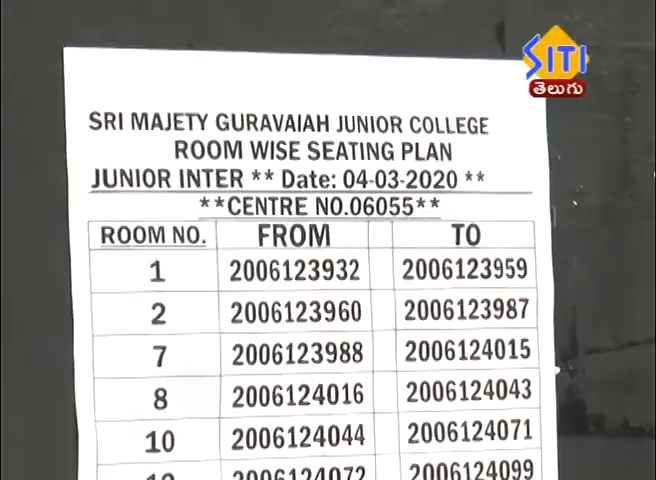 SITI
తెలుగు
SRI MAJETY GURAVAIAH JUNIOR COLLEGE
ROOM WISE SEATING PLAN
JUNIOR INTER ** Date: 04-03-2020 **
**CENTRE NO.06055**
ROOM NO. FROM TO
1 2006123932 2006123959
2 2006123960 2006123987
7 2006123988 2006124015
8 2006124016 2006124043
10 2006124044 2006124071
2006124072 2006124099